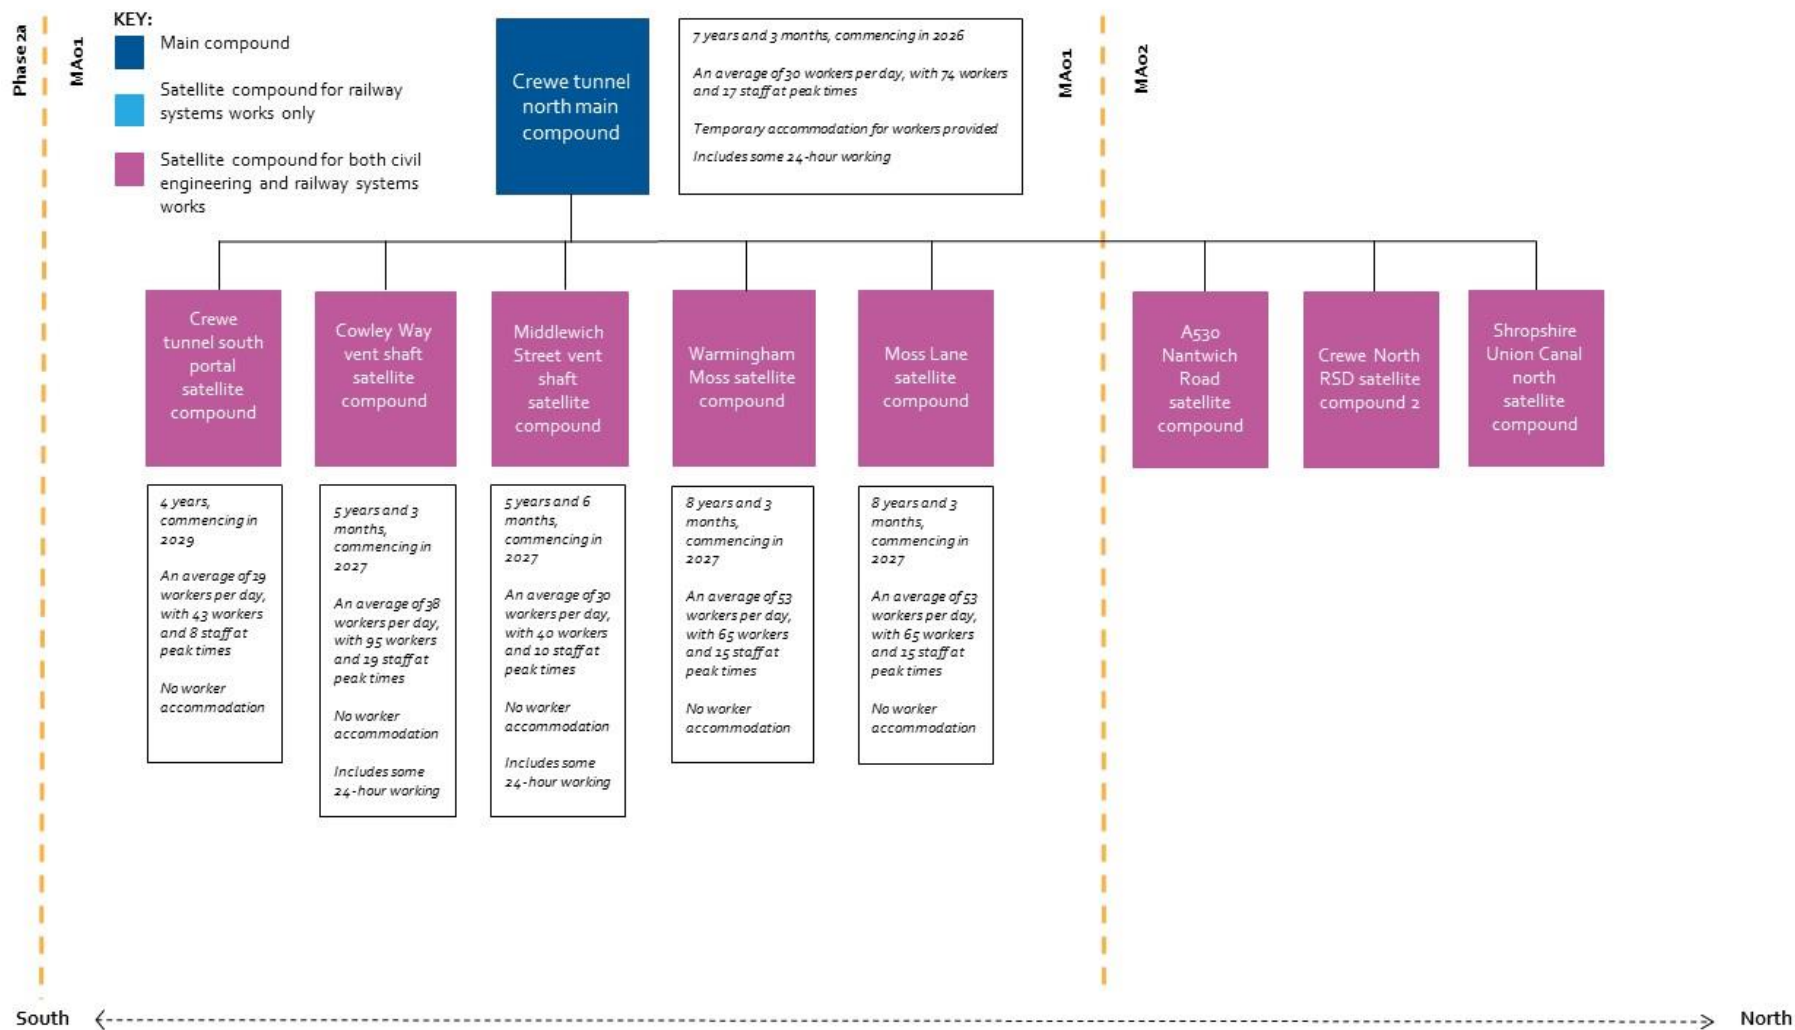 Phase 2a
MA01
KEY:
Main compound
Satellite compound for railway
systems works only
Satellite compound for both civil
engineering and railway systems
works
Crewe tunnel
north main
compound
7 years and 3 months, commencing in 2026
An average of 30 workers per day, with 74 workers
and 17 staff at peak times
Temporary accommodation for workers provided
Includes some 24-hour working
MA01
MA02
Crewe
tunnel south
portal
satellite
compound
Cowley Way
vent shaft
satellite
compound
Middlewich
Street vent
shaft
satellite
compound
Warmingham
Moss satellite
compound
Moss Lane
satellite
compound
A530
Nantwich
Road
satellite
compound
Crewe North
RSD satellite
compound 2
Shropshire
Union Canal
north
satellite
compound
4 years,
commencing in
2029
An average of 19
workers per day,
with 43 workers
and 8 staff at
peak times
No worker
accommodation
5 years and 3
months,
commencing in
2027
An average of 38
workers per day,
with 95 workers
and 19 staff at
peak times
No worker
accommodation
Includes some
24-hour working
5 years and 6
months,
commencing in
2027
An average of 30
workers per day,
with 40 workers
and 10 staff at
peak times
No worker
accommodation
Includes some
24-hour working
8 years and 3
months,
commencing in
2027
An average of 53
workers per day,
with 65 workers
and 15 staff at
peak times
No worker
accommodation
8 years and 3
months,
commencing in
2027
An average of 53
workers per day,
with 65 workers
and 15 staff at
peak times
No worker
accommodation
South
North